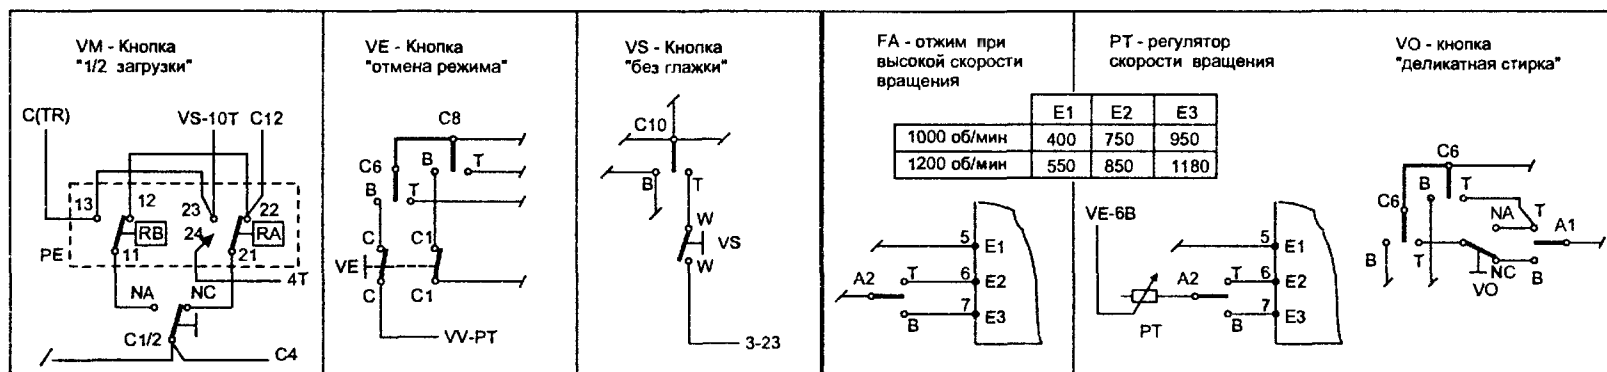 VM - Кнопка
"1/2 загрузки"
C(TR)
VS-10T
C12
13
12
23
22
24
RB
RA
PE
11
21
4T
NA
NC
C1/2
C4
VE - Кнопка
"отмена режима"
C8
C6
B
T
B
T
C
C1
VE
C
C1
VV-PT
VS - Кнопка
"без глажки"
C10
B
T
W
VS
W
3-23
FA - отжим при
высокой скорости
вращения
PT - регулятор
скорости вращения
E1 E2 E3
1000 об/мин 400 750 950
1200 об/мин 550 850 1180
5
E1
A2
T
6
E2
7
E3
B
VE-6B
5
E1
A2
T
6
E2
7
E3
B
PT
VO - кнопка
"деликатная стирка"
C6
B
T
C6
NA
T
A1
B
T
NC
B
VO